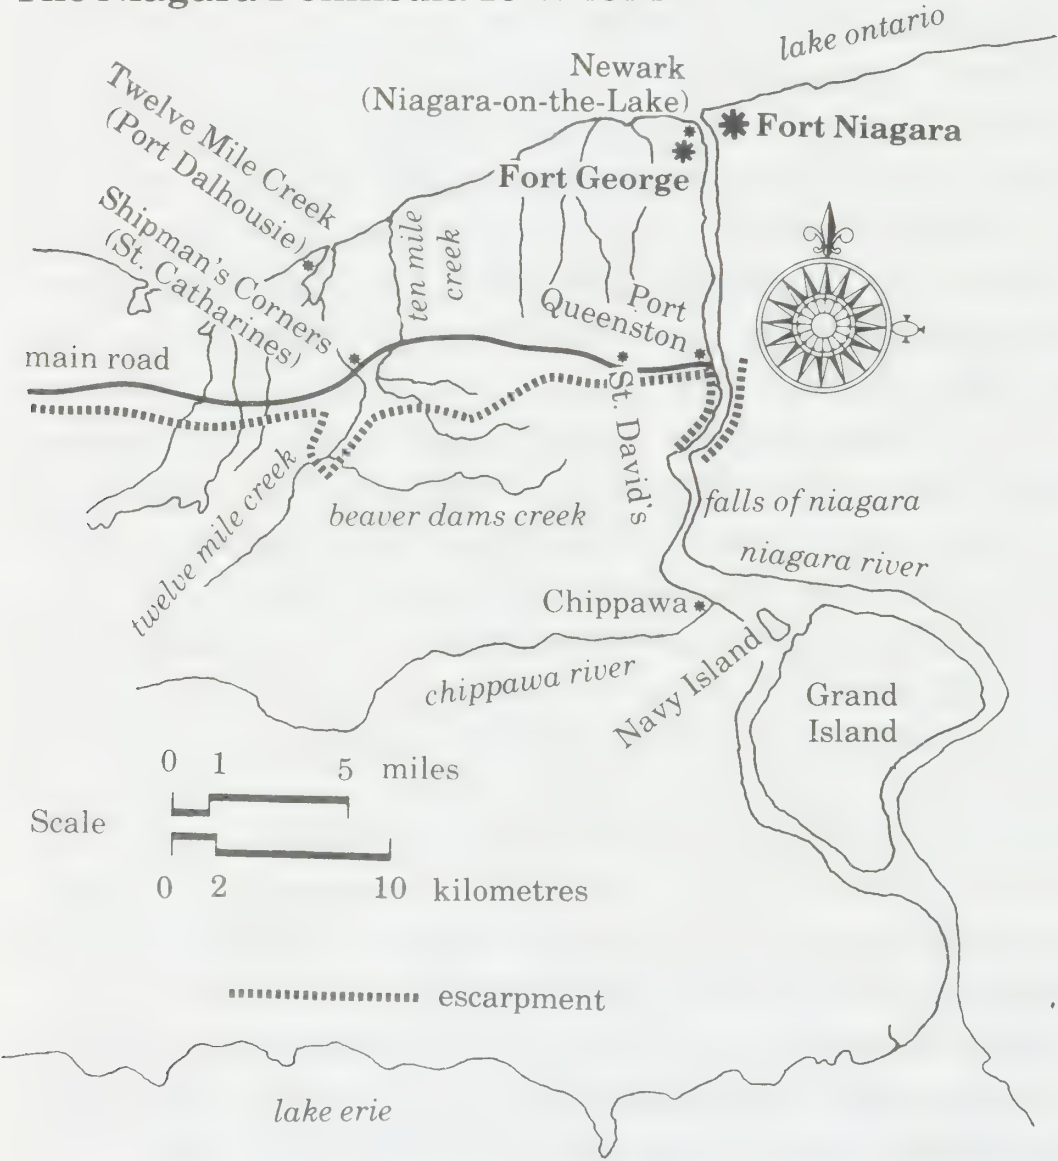 lake ontario
Newark
(Niagara-on-the-Lake)
Fort Niagara
Fort George
Twelve Mile Creek
(Port Dalhousie)
Shipman's Corners
(St. Catharines)
ten mile
creek
Port
Queenston
main road
St. David's
twelve mile creek
beaver dams creek
falls of niagara
niagara river
Chippawa
chippawa river
Navy Island
Grand
Island
0 1 5 miles
Scale
0 2 10 kilometres
escarpment
lake erie